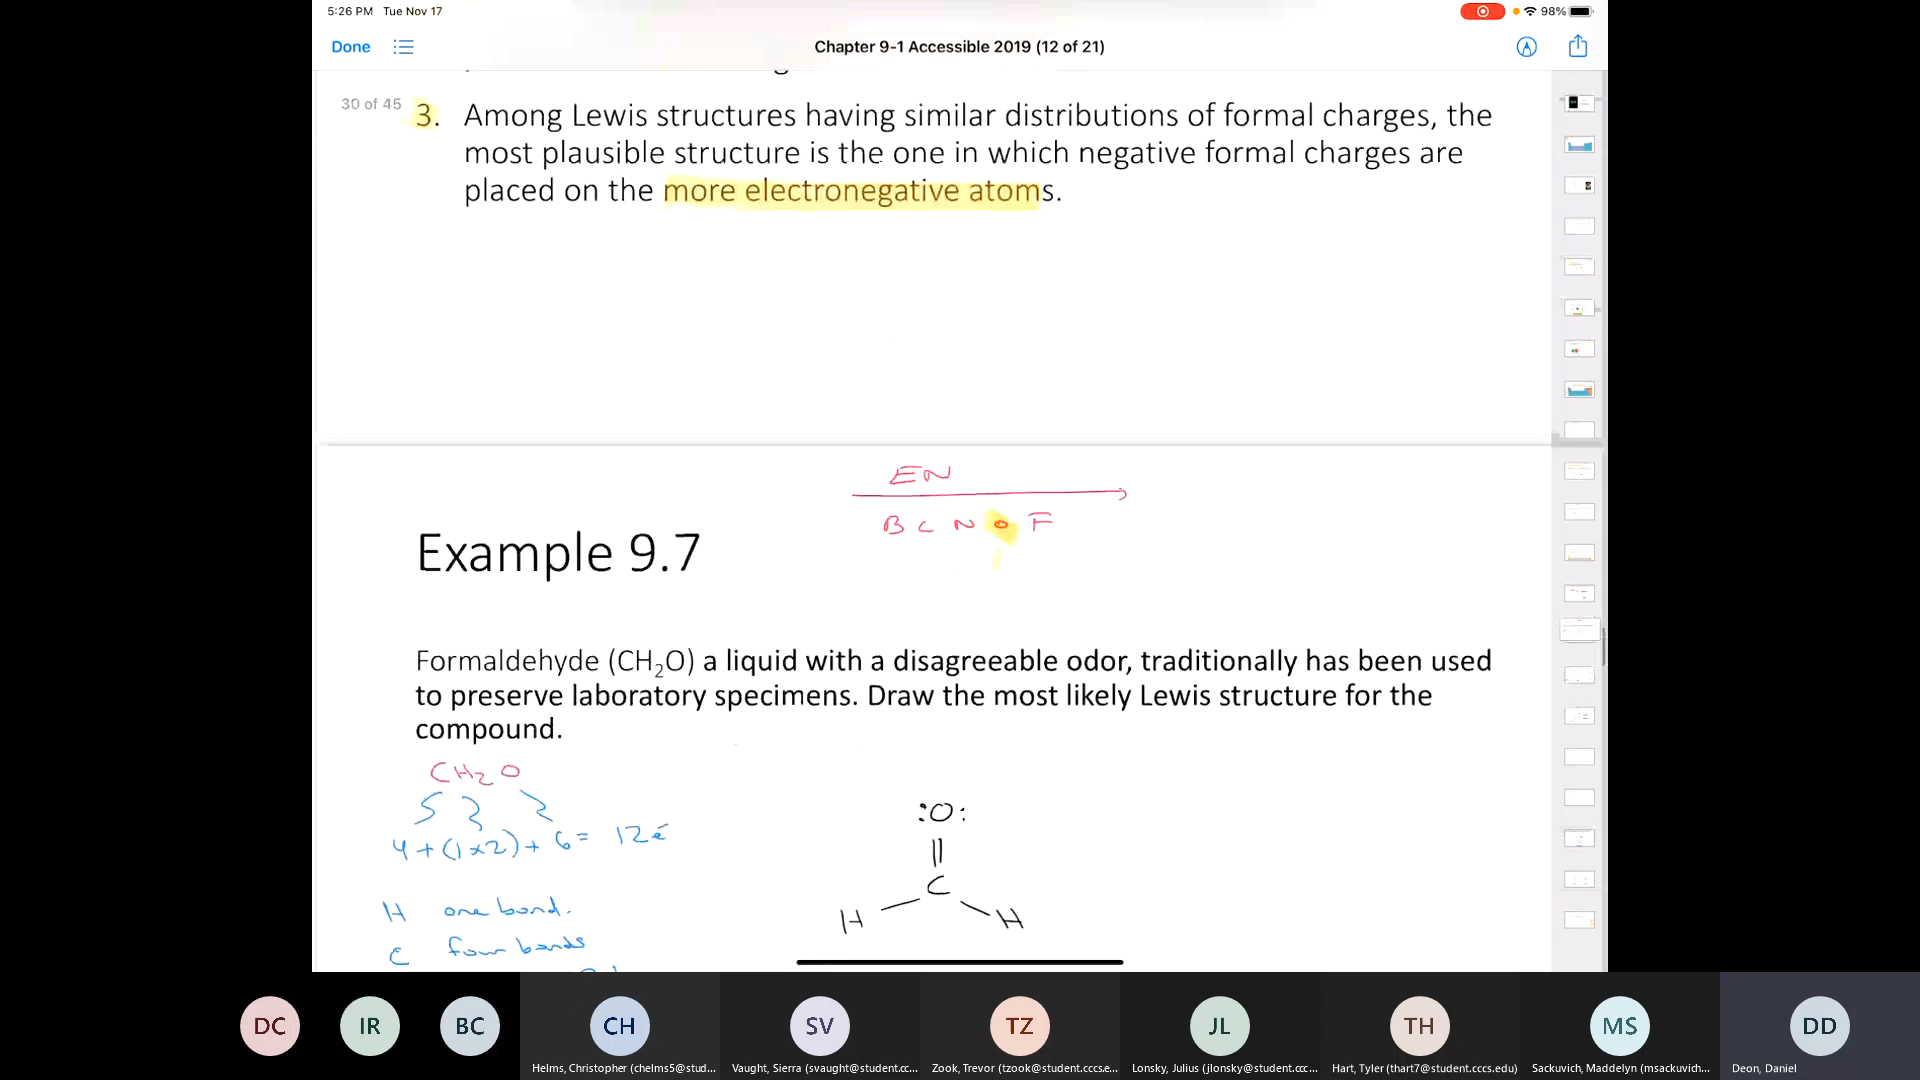 5:26 PM Tue Nov 17
98%
Done
Chapter 9-1 Accessible 2019 (12 of 21)
30 of 45
3. Among Lewis structures having similar distributions of formal charges, the
most plausible structure is the one in which negative formal charges are
placed on the more electronegative atoms.
EN
B C N O F
Example 9.7
Formaldehyde (CH₂O) a liquid with a disagreeable odor, traditionally has been used
to preserve laboratory specimens. Draw the most likely Lewis structure for the
compound.
CH₂O
4 + (1×2) + 6 = 12e⁻
:O:
||
C
H H
H one bond.
C four bonds
DC IR BC CH SV TZ JL TH MS DD
Helms, Christopher (chelms5@stud... Vaught, Sierra (svaught@student.cc... Zook, Trevor (tzook@student.cccs.e... Lonsky, Julius (jlonsky@student.ccc... Hart, Tyler (thart7@student.cccs.edu) Sackuvich, Maddelyn (msackuvich... Deon, Daniel